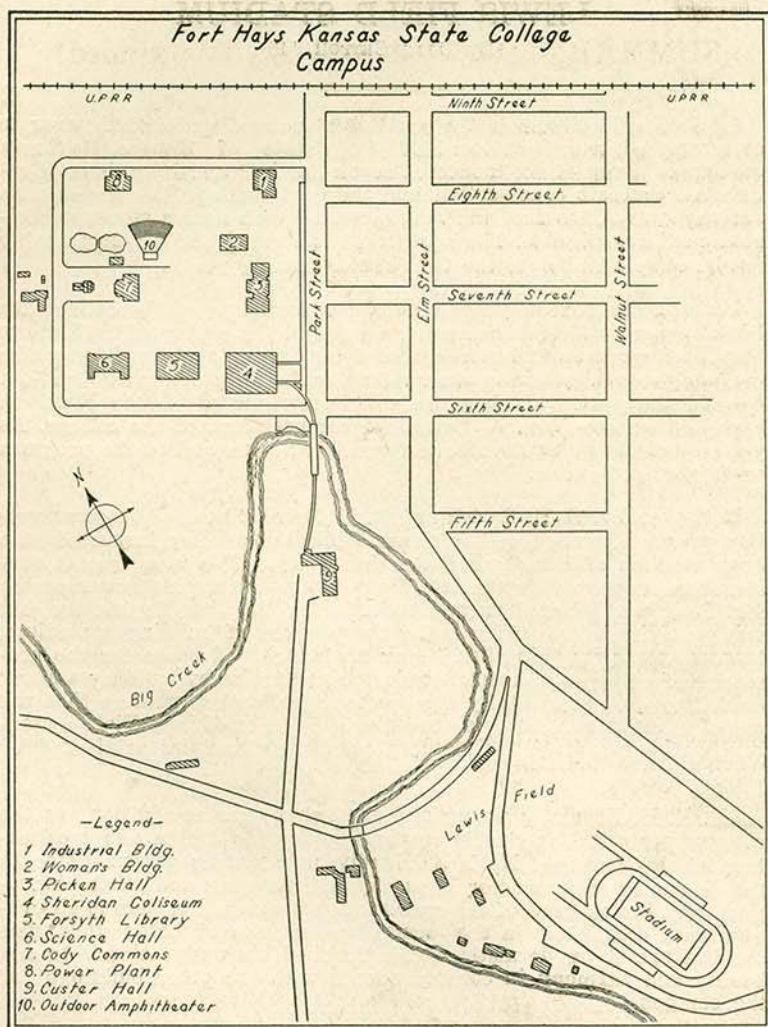 Fort Hays Kansas State College
Campus
U.P.R.R
U.P.R.R
Ninth Street
Eighth Street
Seventh Street
Sixth Street
Fifth Street
Park Street
Elm Street
Walnut Street
8
1
10
2
7
3
6
5
4
N
9
Big Creek
Lewis Field
Stadium
—Legend—
1 Industrial Bldg.
2 Woman's Bldg.
3 Picken Hall
4 Sheridan Coliseum
5. Forsyth Library
6. Science Hall
7. Cody Commons
8. Power Plant
9. Custer Hall
10. Outdoor Amphitheater